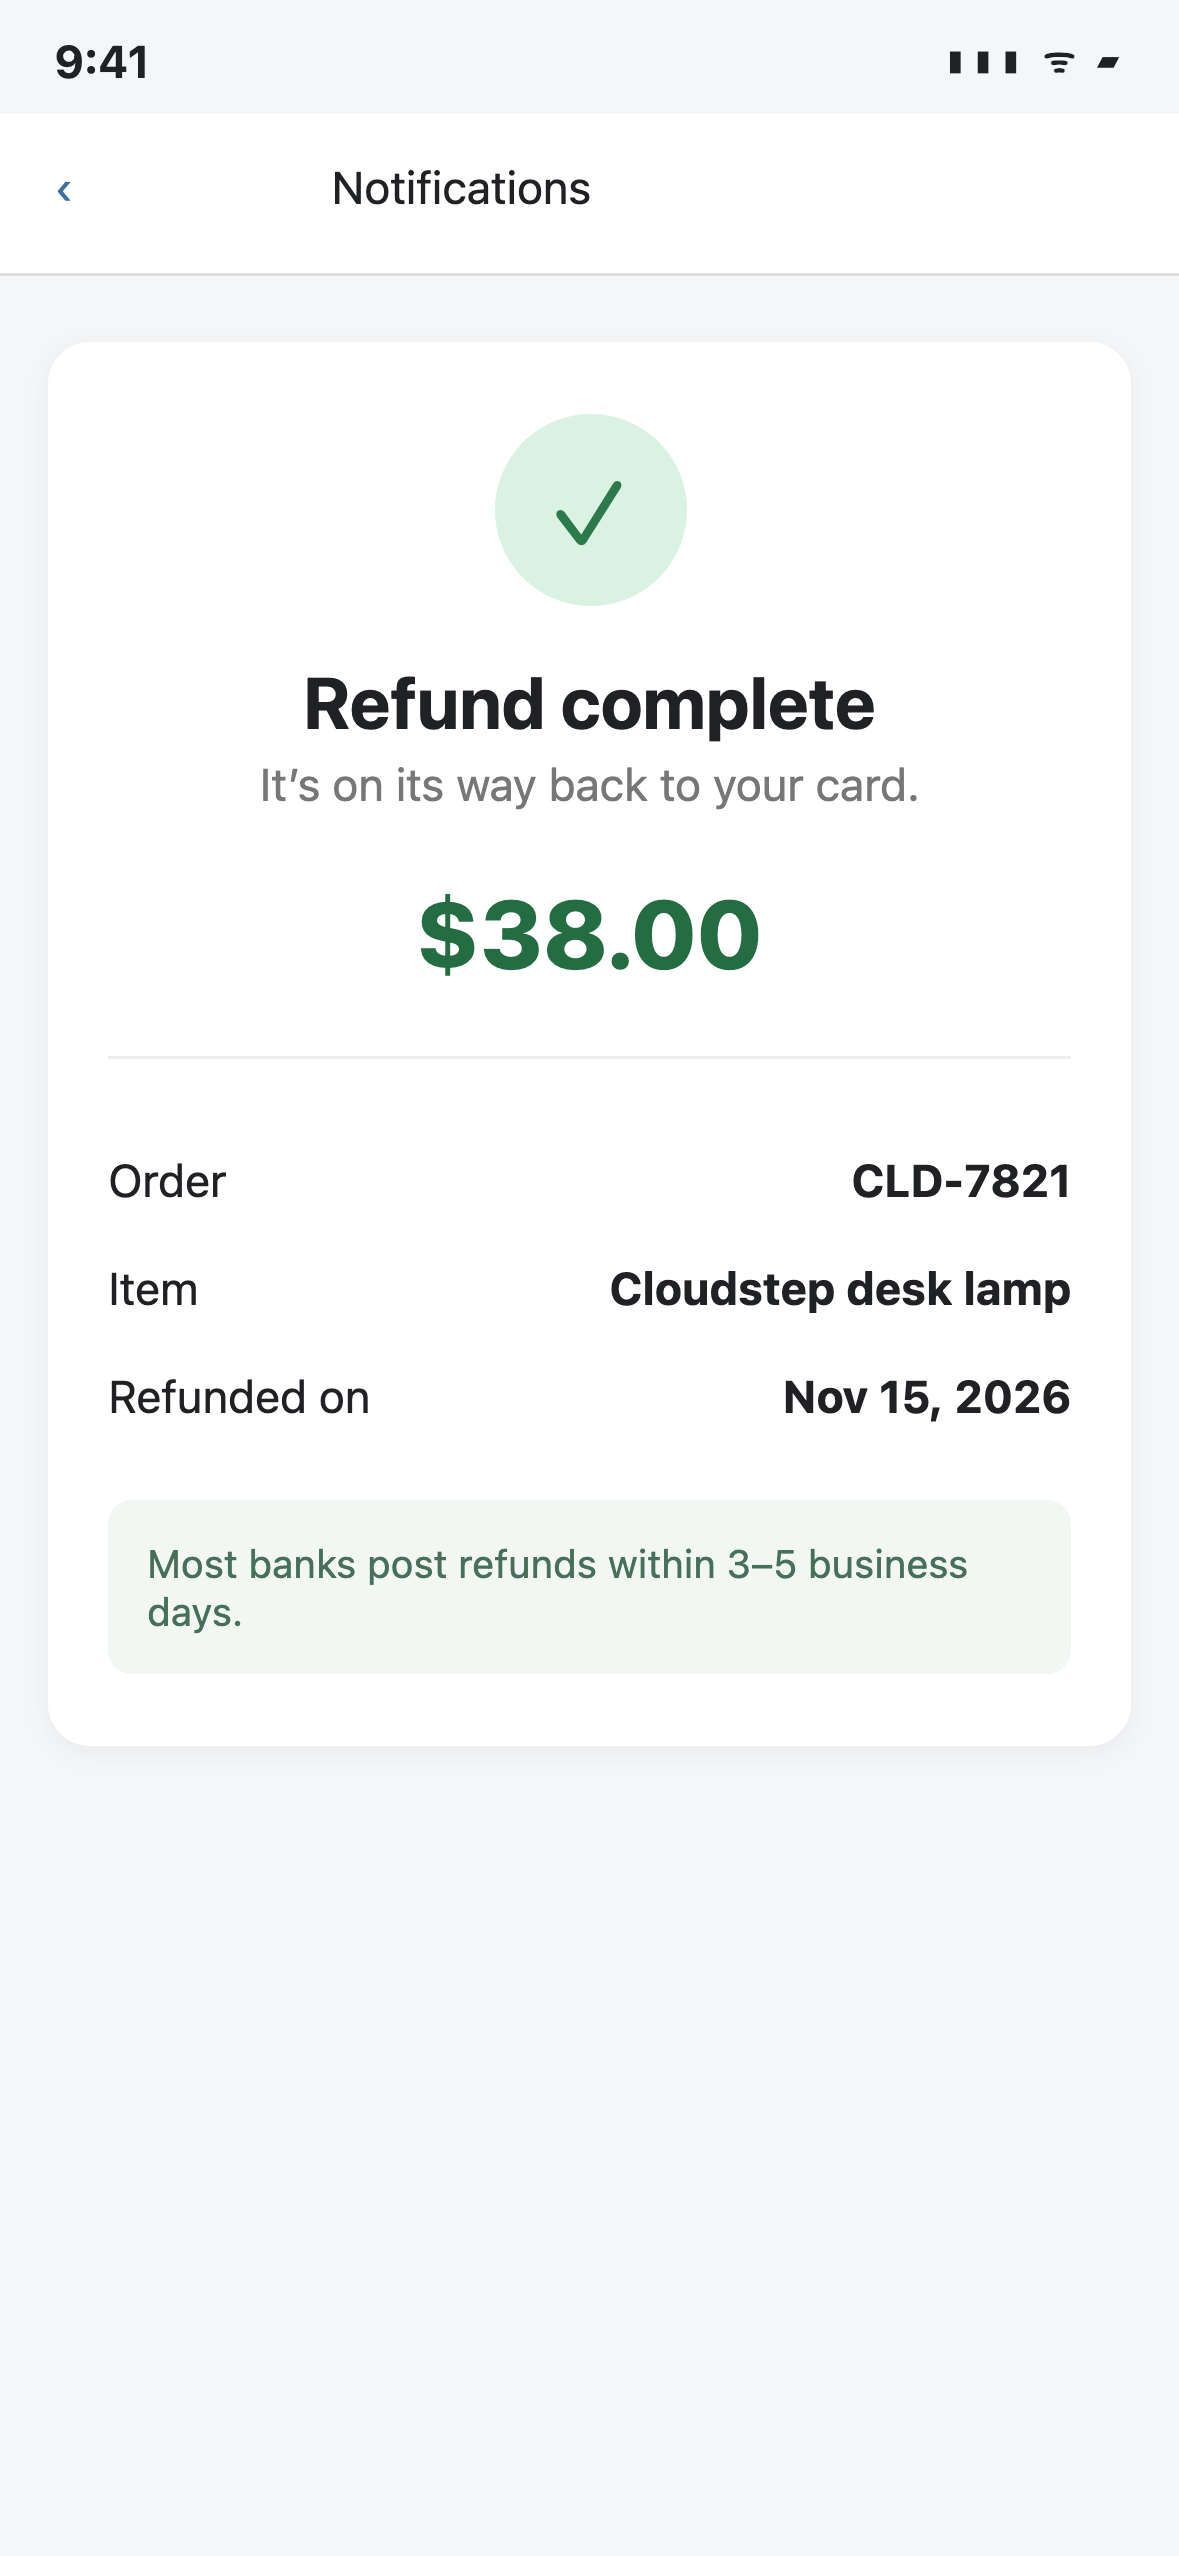 9:41
Notifications
Refund complete
It’s on its way back to your card.
$38.00
Order CLD-7821
Item Cloudstep desk lamp
Refunded on Nov 15, 2026
Most banks post refunds within 3–5 business
days.